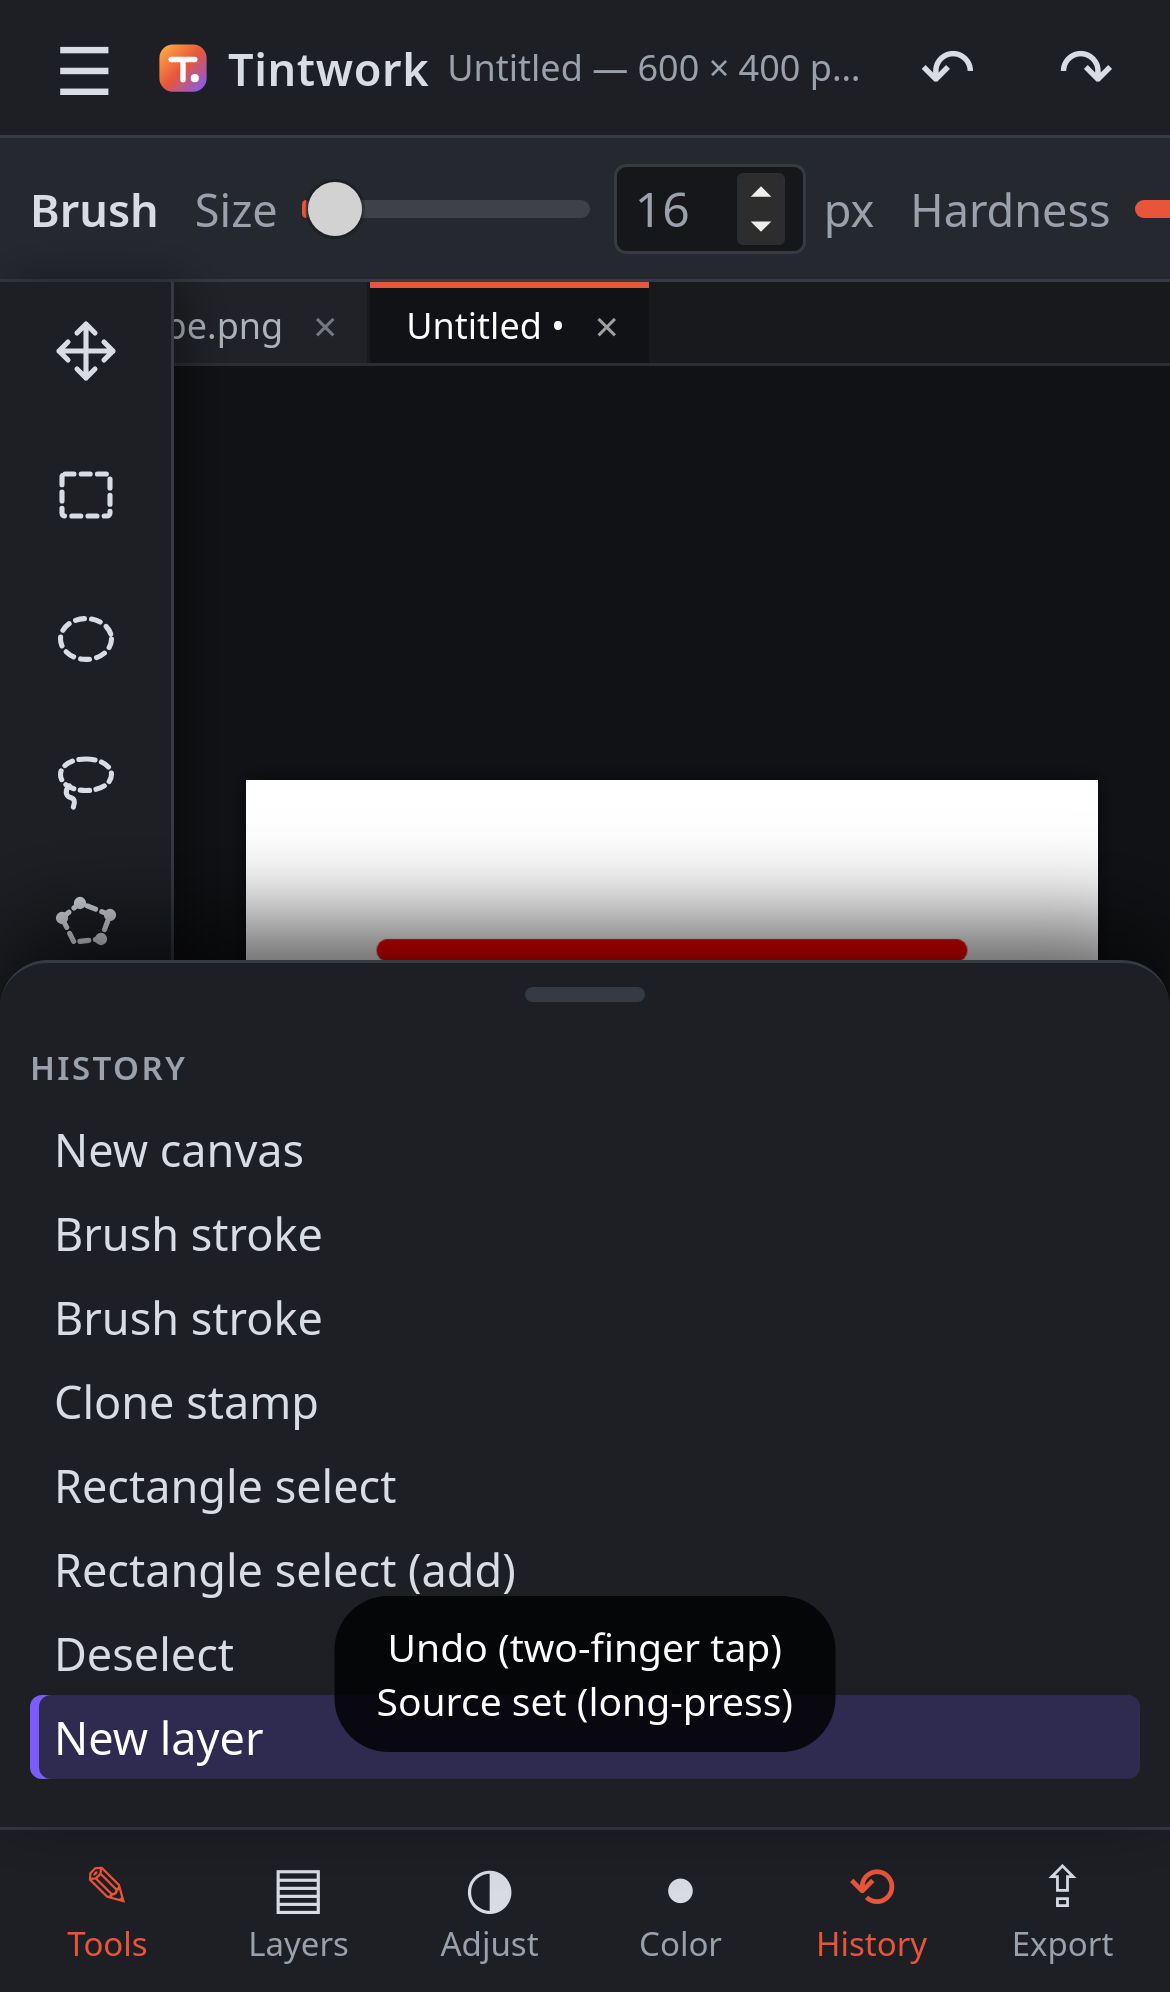 Tintwork Untitled — 600 × 400 p...
Brush Size 16 px Hardness
pe.png × Untitled • ×
HISTORY
New canvas
Brush stroke
Brush stroke
Clone stamp
Rectangle select
Rectangle select (add)
Deselect
Undo (two-finger tap)
Source set (long-press)
New layer
Tools Layers Adjust Color History Export